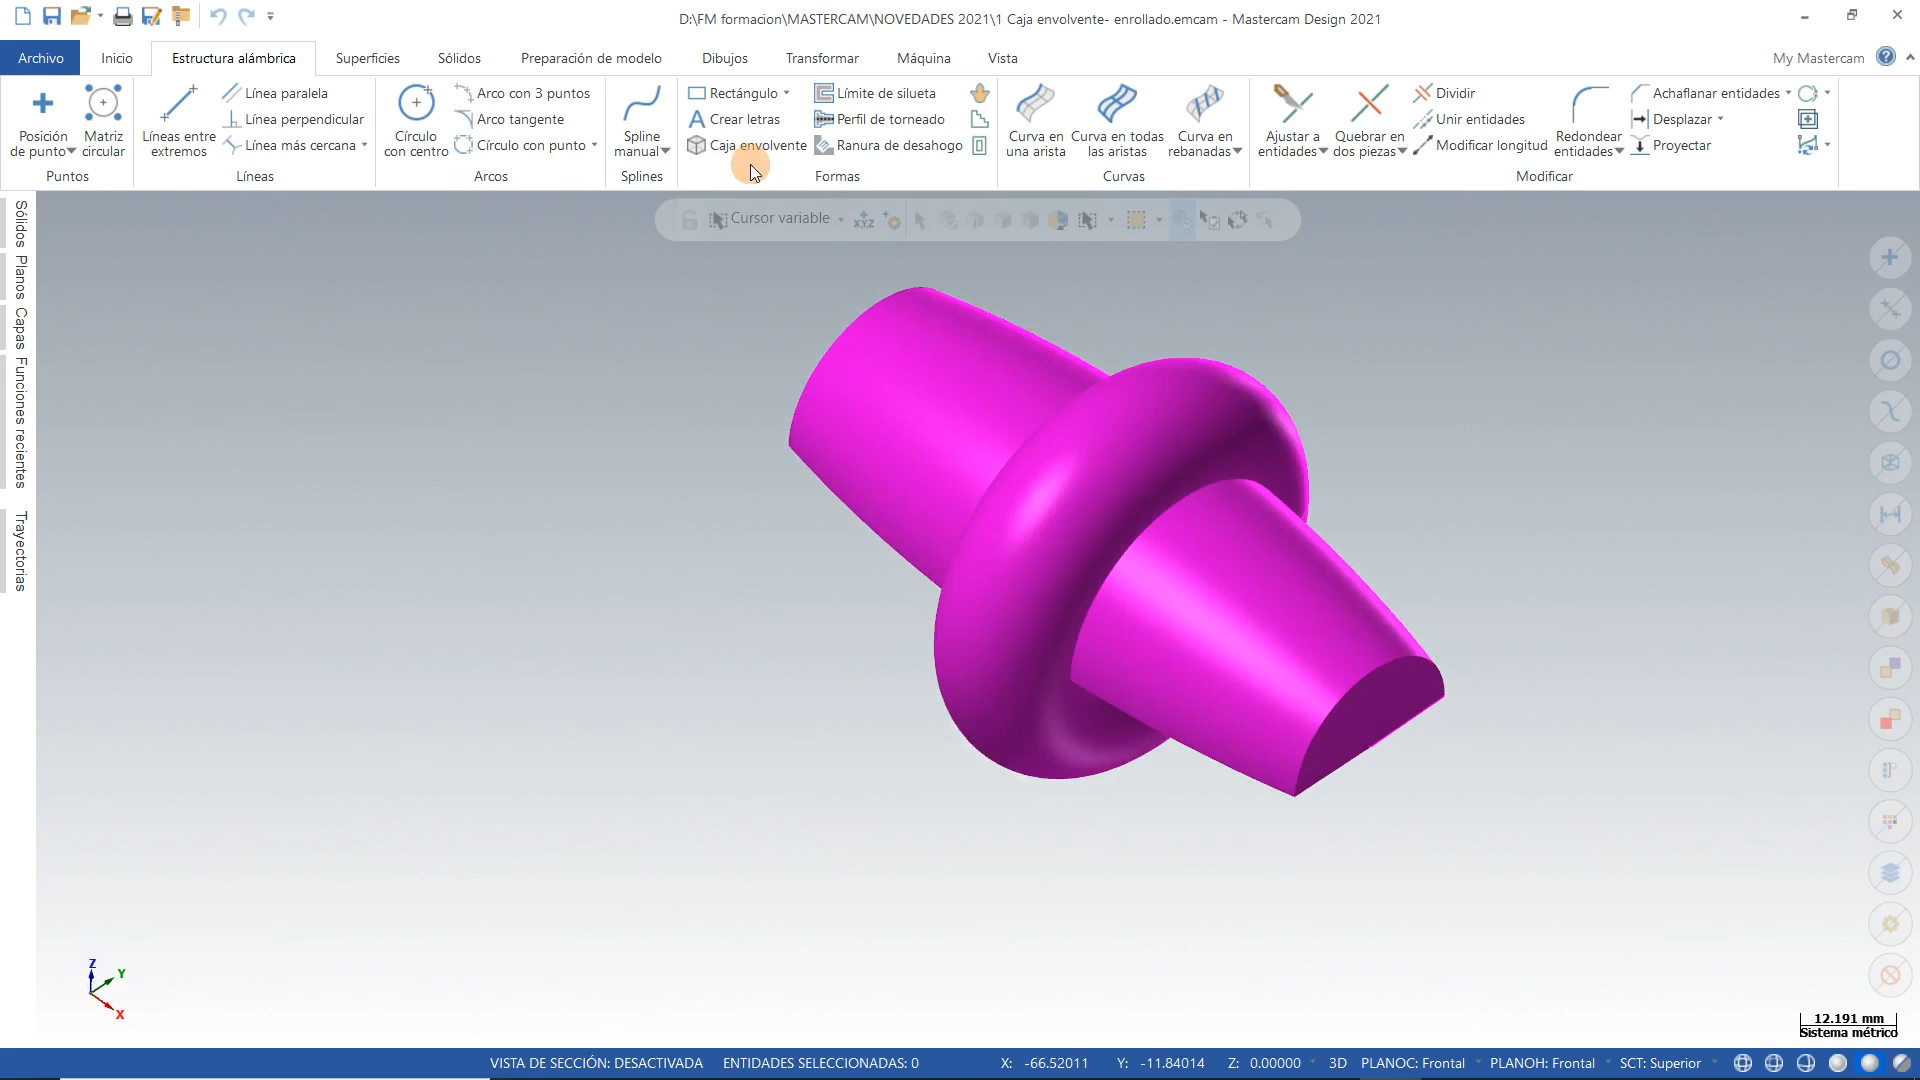 D:\FM formacion\MASTERCAM\NOVEDADES 2021\1 Caja envolvente- enrollado.emcam - Mastercam Design 2021
Archivo Inicio Estructura alámbrica Superficies Sólidos Preparación de modelo Dibujos Transformar Máquina Vista My Mastercam
Posición de punto
Matriz circular
Puntos
Líneas entre extremos
Línea paralela
Línea perpendicular
Línea más cercana
Líneas
Círculo con centro
Arco con 3 puntos
Arco tangente
Círculo con punto
Arcos
Spline manual
Splines
Rectángulo
Crear letras
Caja envolvente
Límite de silueta
Perfil de torneado
Ranura de desahogo
Formas
Curva en una arista
Curva en todas las aristas
Curva en rebanadas
Curvas
Ajustar a entidades
Quebrar en dos piezas
Dividir
Unir entidades
Modificar longitud
Redondear entidades
Achaflanar entidades
Desplazar
Proyectar
Modificar
Cursor variable
Sólidos
Planos
Capas
Funciones recientes
Trayectorias
Z
Y
X
12.191 mm
Sistema métrico
VISTA DE SECCIÓN: DESACTIVADA ENTIDADES SELECCIONADAS: 0 X: -66.52011 Y: -11.84014 Z: 0.00000 3D PLANOC: Frontal PLANOH: Frontal SCT: Superior